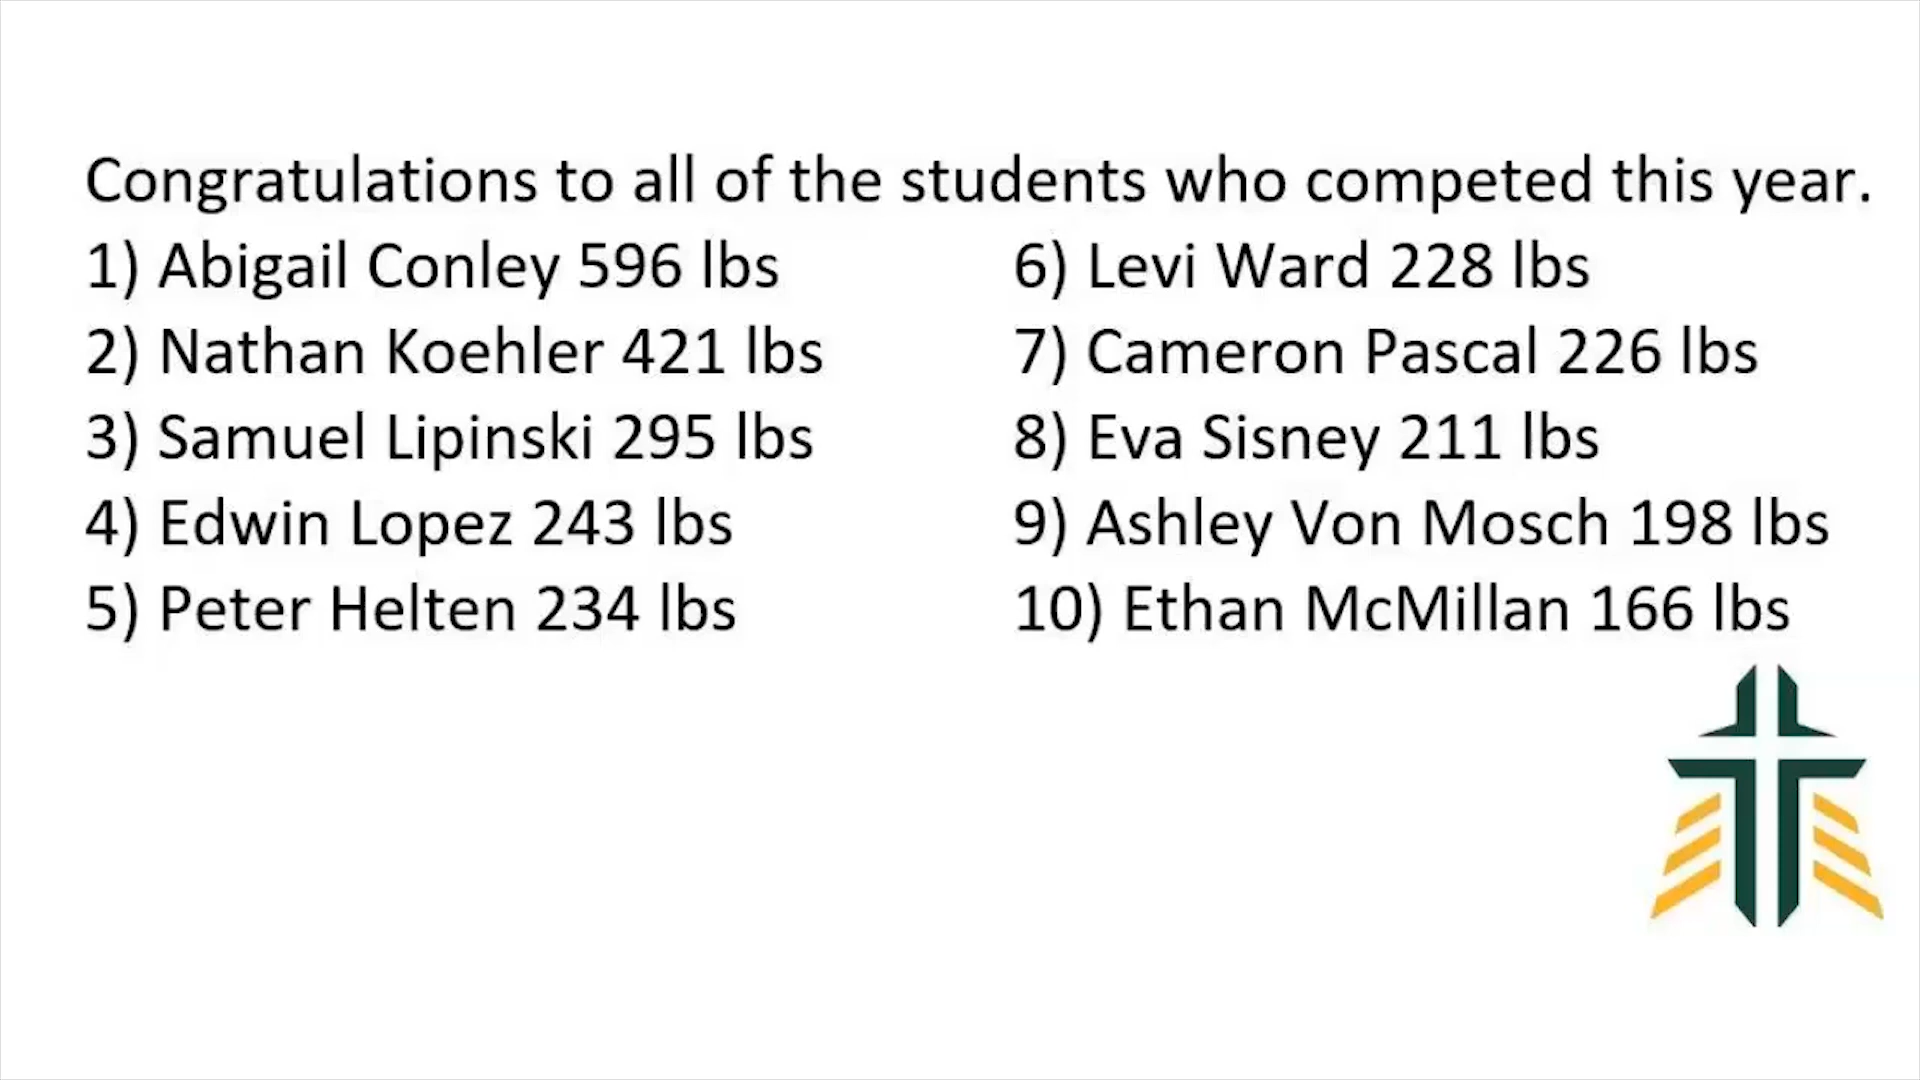 Congratulations to all of the students who competed this year.
1) Abigail Conley 596 lbs
2) Nathan Koehler 421 lbs
3) Samuel Lipinski 295 lbs
4) Edwin Lopez 243 lbs
5) Peter Helten 234 lbs
6) Levi Ward 228 lbs
7) Cameron Pascal 226 lbs
8) Eva Sisney 211 lbs
9) Ashley Von Mosch 198 lbs
10) Ethan McMillan 166 lbs